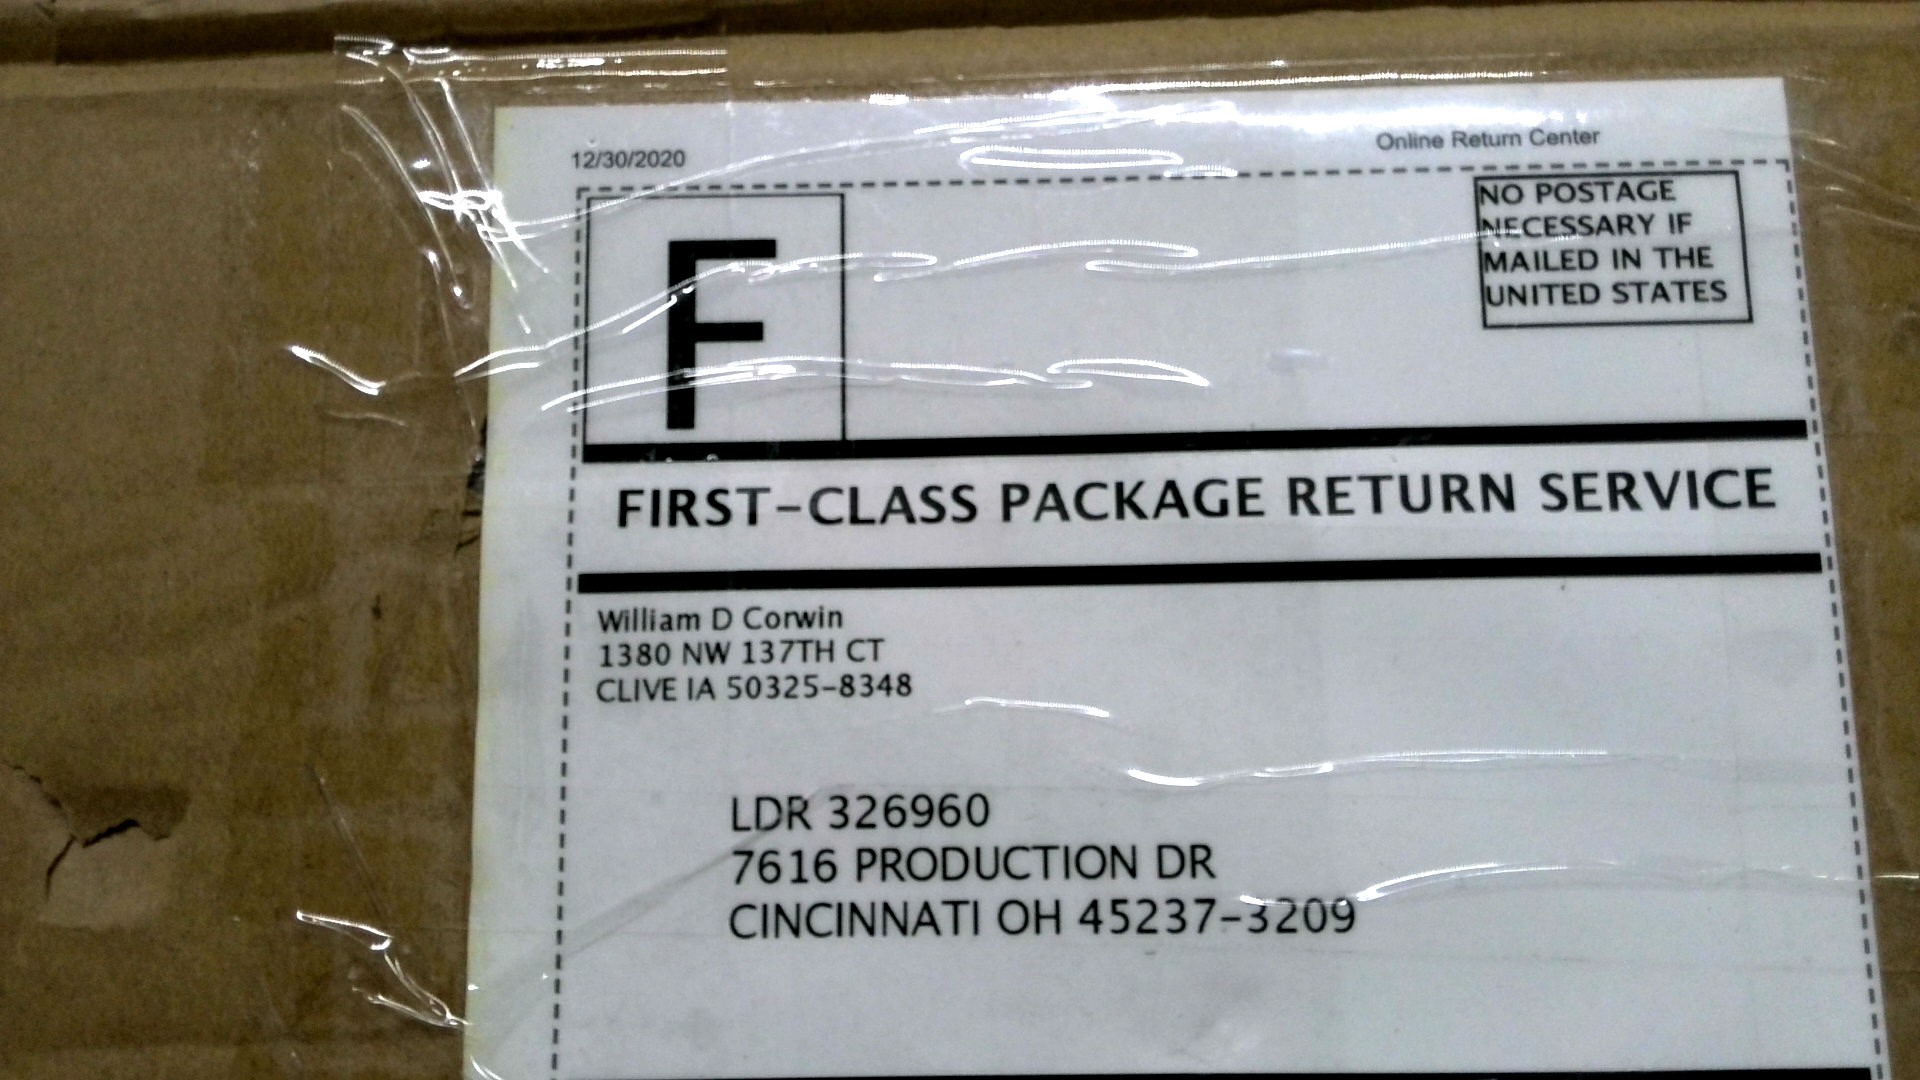 12/30/2020
Online Return Center
F
NO POSTAGE
NECESSARY IF
MAILED IN THE
UNITED STATES
FIRST-CLASS PACKAGE RETURN SERVICE
William D Corwin
1380 NW 137TH CT
CLIVE IA 50325-8348
LDR 326960
7616 PRODUCTION DR
CINCINNATI OH 45237-3209